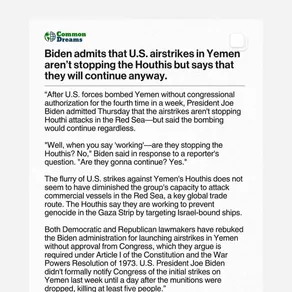 Common
Dreams
Biden admits that U.S. airstrikes in Yemen
aren't stopping the Houthis but says that
they will continue anyway.
"After U.S. forces bombed Yemen without congressional
authorization for the fourth time in a week, President Joe
Biden admitted Thursday that the airstrikes aren't stopping
Houthi attacks in the Red Sea—but said the bombing
would continue regardless.
"Well, when you say 'working'—are they stopping the
Houthis? No," Biden said in response to a reporter's
question. "Are they gonna continue? Yes."
The flurry of U.S. strikes against Yemen's Houthis does not
seem to have diminished the group's capacity to attack
commercial vessels in the Red Sea, a key global trade
route. The Houthi say they are working to prevent
genocide in the Gaza Strip by targeting Israel-bound ships.
Both Democratic and Republican lawmakers have rebuked
the Biden administration for launching airstrikes in Yemen
without approval from Congress, which they argue is
required under Article I of the Constitution and the War
Powers Resolution of 1973. U.S. President Joe Biden
didn't formally notify Congress of the initial strikes on
Yemen last week until a day after the munitions were
dropped, killing at least five people."